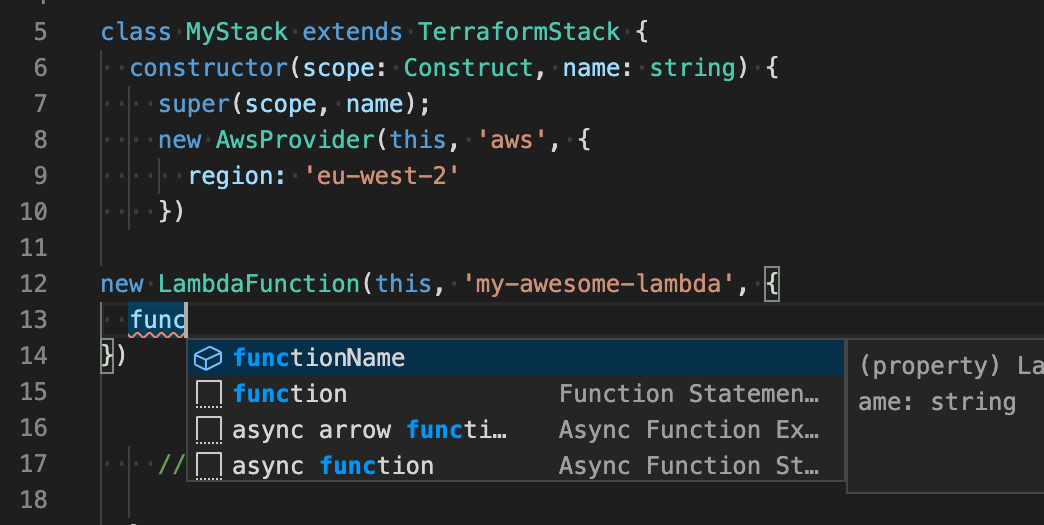 5 class MyStack extends TerraformStack {
6 constructor(scope: Construct, name: string) {
7 super(scope, name);
8 new AwsProvider(this, 'aws', {
9 region: 'eu-west-2'
10 })
11
12 new LambdaFunction(this, 'my-awesome-lambda', {
13 func
14 })
functionName
(property) La
function Function Statemen…
ame: string
15
async arrow functi… Async Function Ex…
16
async function Async Function St…
17 //
18